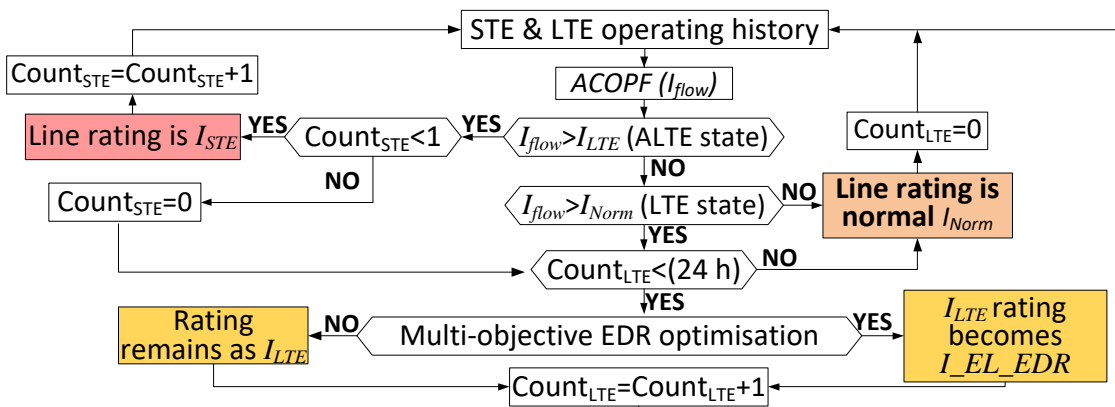 STE & LTE operating history
Count_STE=Count_STE+1
ACOPF (I_flow)
Line rating is I_STE
YES
Count_STE<1
YES
I_flow>I_LTE (ALTE state)
Count_LTE=0
NO
NO
Count_STE=0
I_flow>I_Norm (LTE state)
NO
Line rating is
normal I_Norm
YES
Count_LTE<(24 h)
NO
YES
Rating
remains as I_LTE
NO
Multi-objective EDR optimisation
YES
I_LTE rating
becomes
I_EL_EDR
Count_LTE=Count_LTE+1